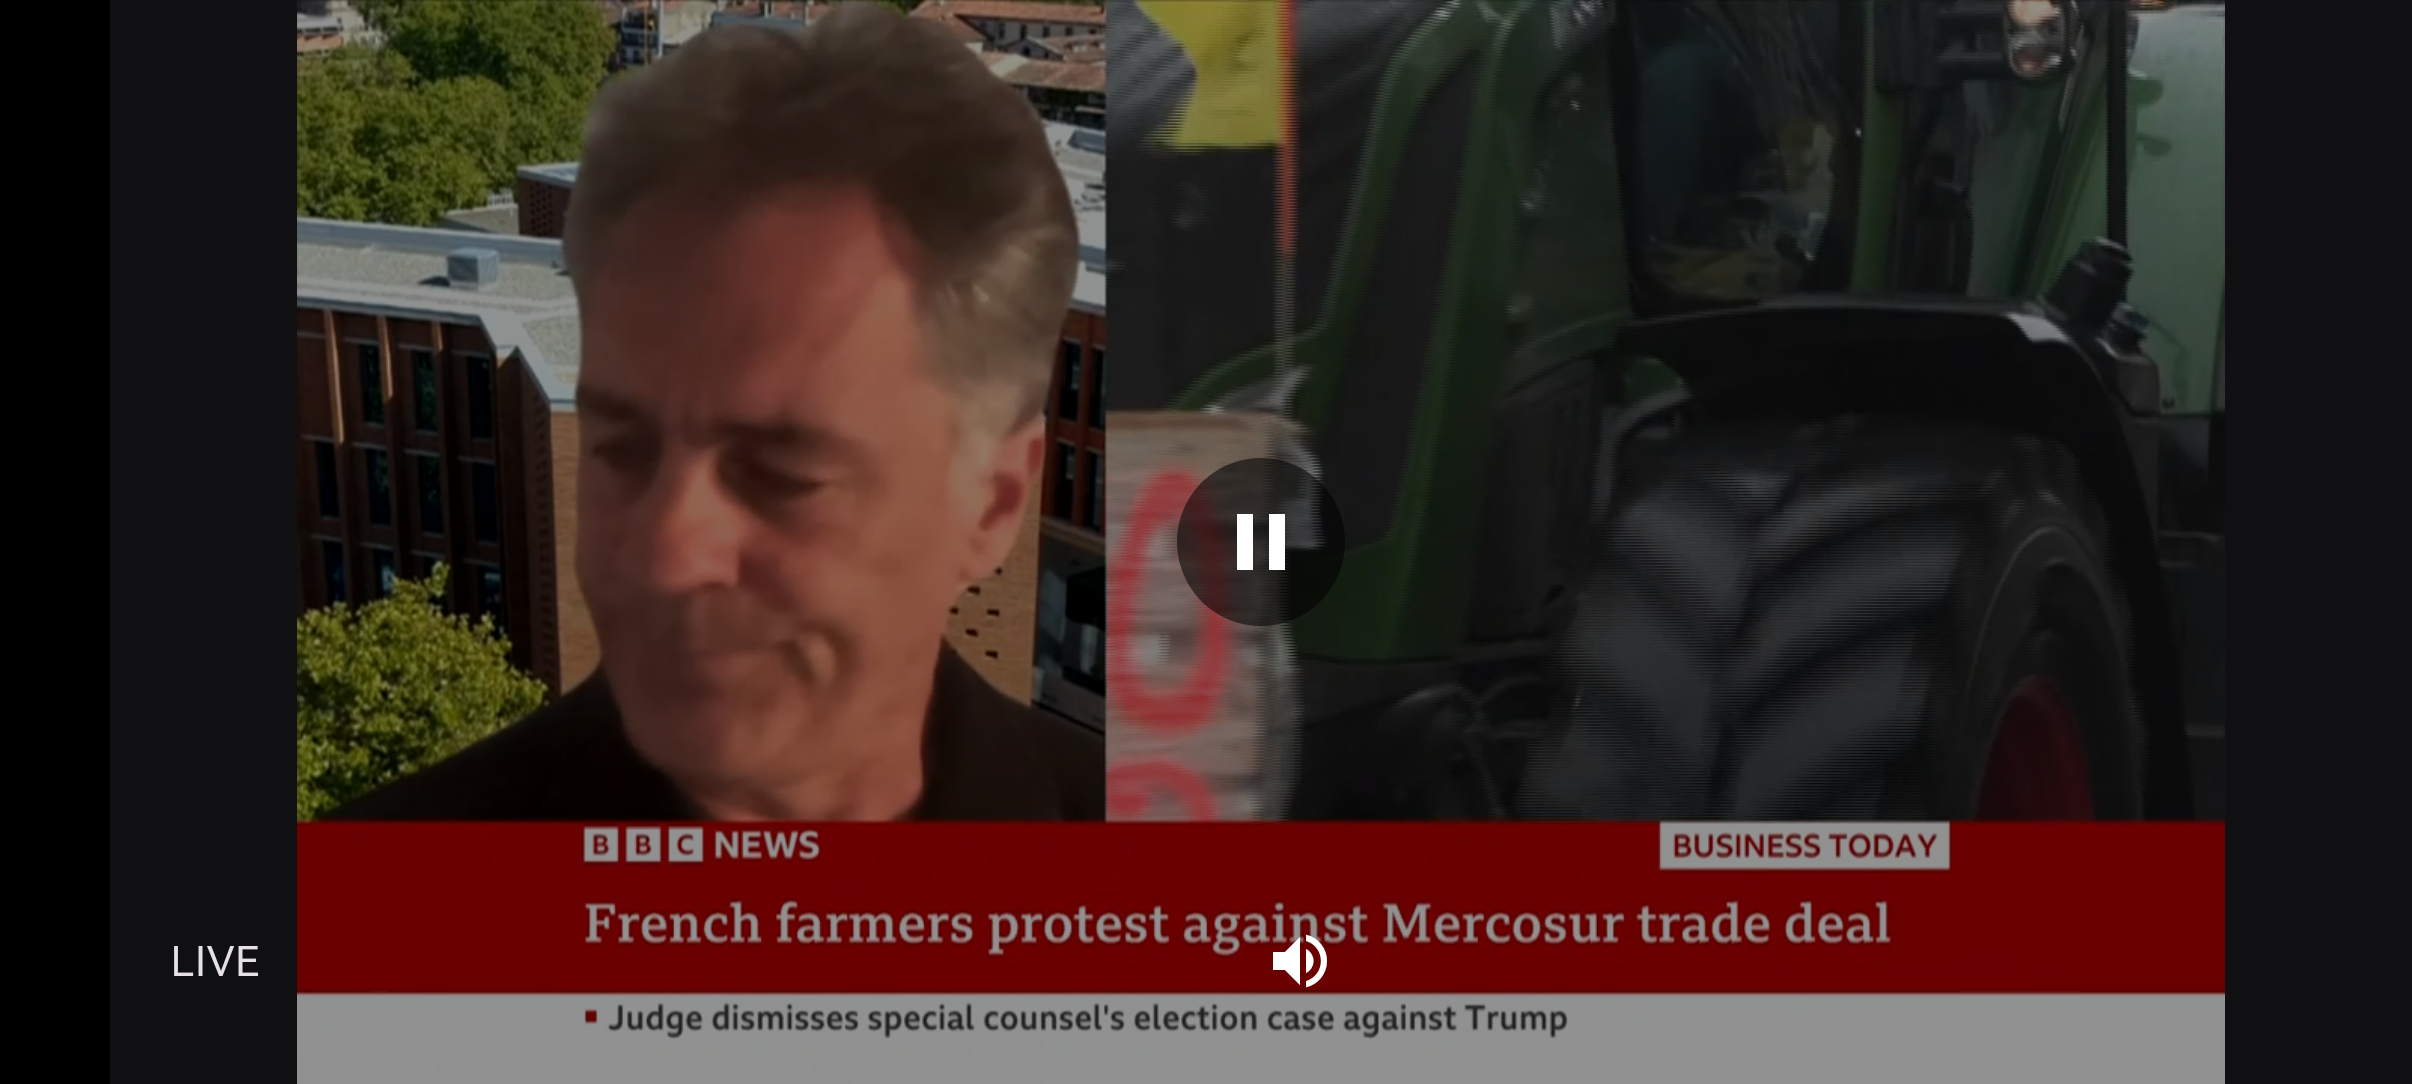 BBC NEWS
BUSINESS TODAY
French farmers protest against Mercosur trade deal
LIVE
Judge dismisses special counsel's election case against Trump